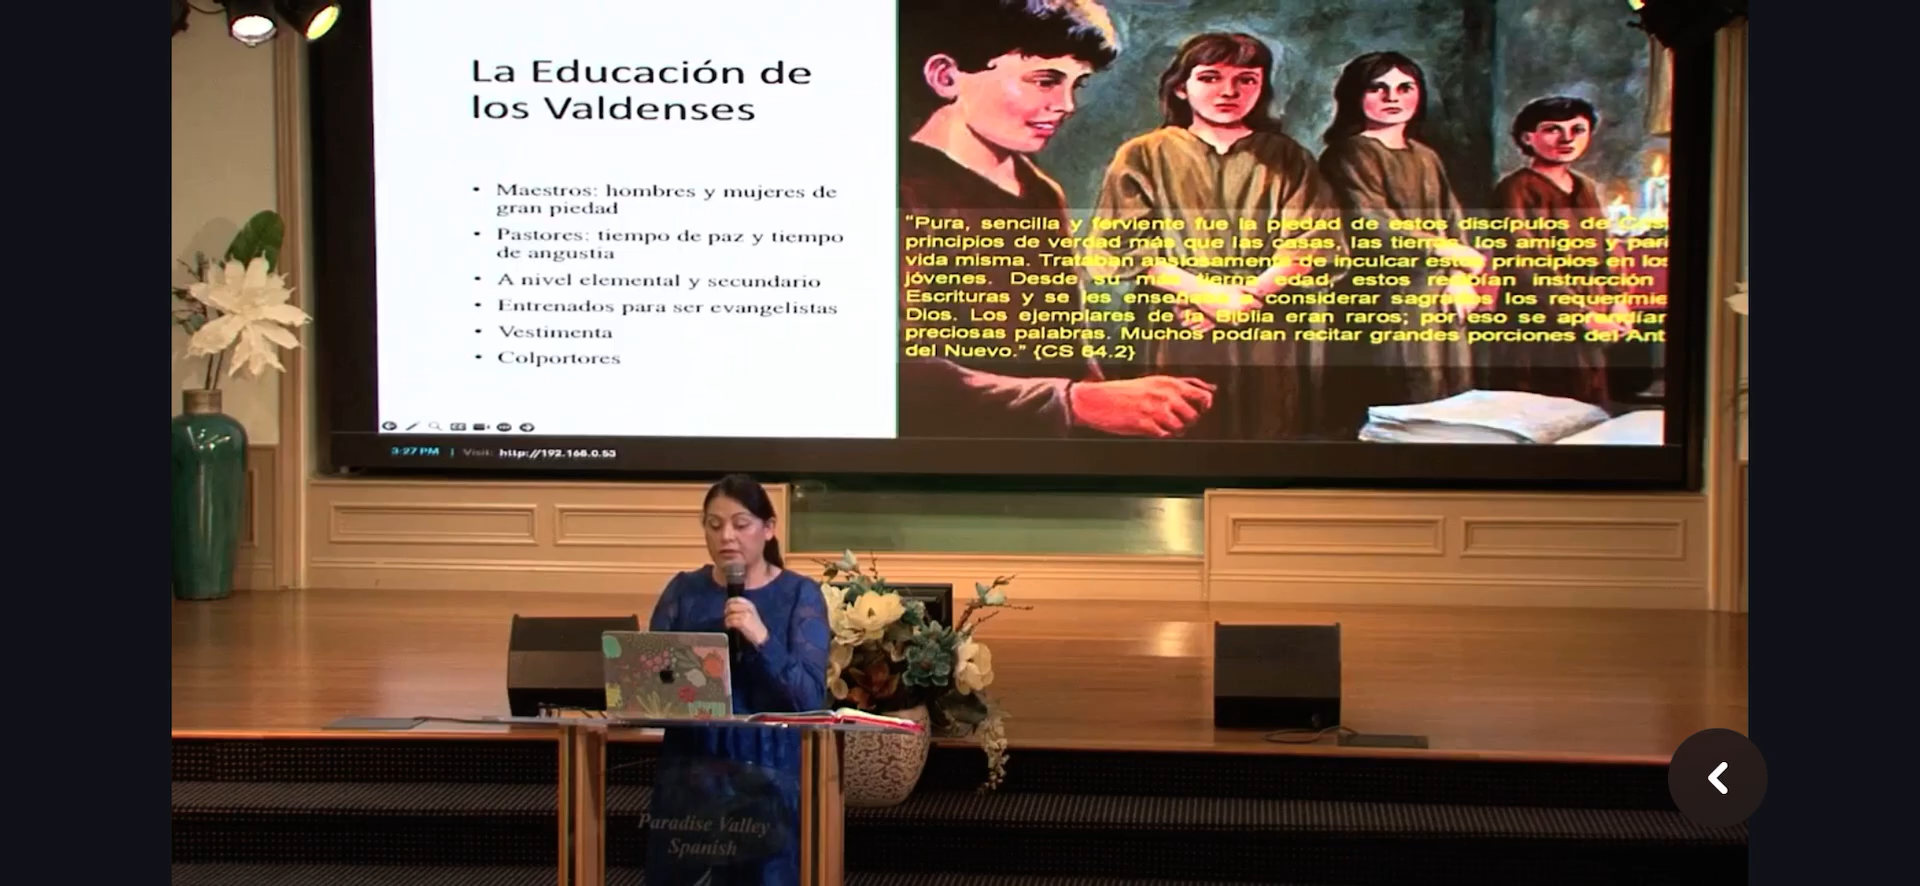 La Educación de
los Valdenses
• Maestros: hombres y mujeres de
gran piedad
• Pastores: tiempo de paz y tiempo
de angustia
• A nivel elemental y secundario
• Entrenados para ser evangelistas
• Vestimenta
• Colportores
"Pura, sencilla y ferviente fue la piedad de estos discípulos de
principios de verdad más que las casas, las tierras, los amigos y
vida misma. Trataban ansiosamente de inculcar estos principios en los
jóvenes. Desde su más tierna edad, estos recibían instrucción
Escrituras y se les enseñaba a considerar sagrados los
Dios. Los ejemplares de la Biblia eran raros; por eso se aprendían
preciosas palabras. Muchos podían recitar grandes porciones del
del Nuevo." {CS 64.2}
3:27 PM | Visit: http://192.168.0.53
Paradise Valley
Spanish